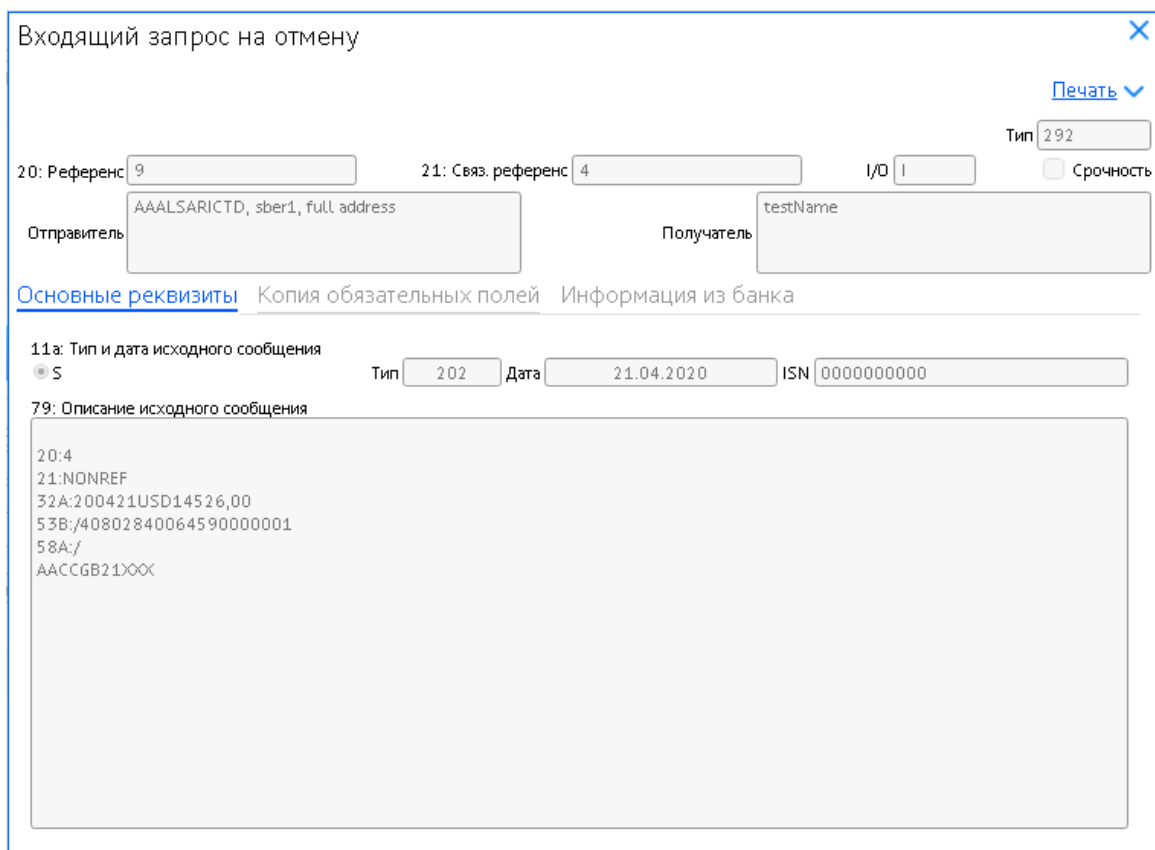 Входящий запрос на отмену
Печать
Тип 292
20: Референс 9 21: Связ. референс 4 I/O I Срочность
Отправитель AAALSARICTD, sber1, full address Получатель testName
Основные реквизиты Копия обязательных полей Информация из банка
11a: Тип и дата исходного сообщения
S Тип 202 Дата 21.04.2020 ISN 0000000000
79: Описание исходного сообщения
20:4
21:NONREF
32A:200421USD14526,00
53B:/40802840064590000001
58A:/
AACCGB21XXX